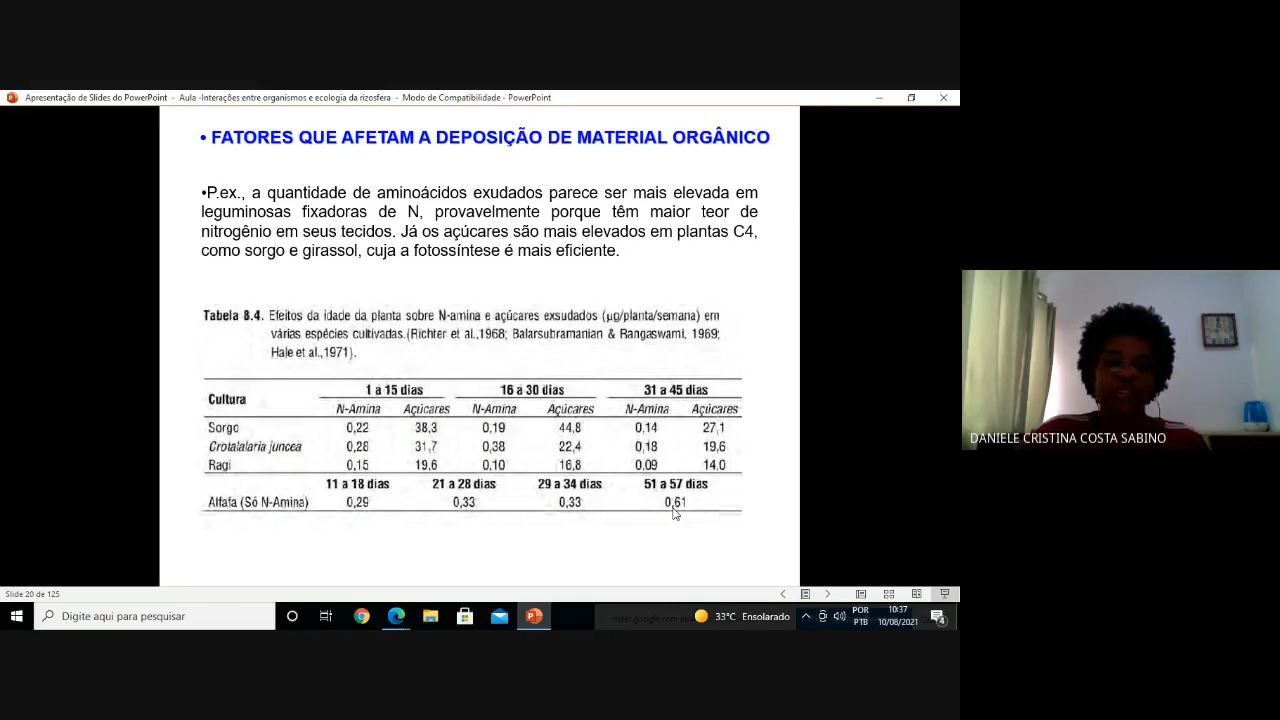 Apresentação de Slides do PowerPoint - Aula -Interações entre organismos e ecologia da rizosfera - Modo de Compatibilidade - PowerPoint
• FATORES QUE AFETAM A DEPOSIÇÃO DE MATERIAL ORGÂNICO
•P.ex., a quantidade de aminoácidos exudados parece ser mais elevada em
leguminosas fixadoras de N, provavelmente porque têm maior teor de
nitrogênio em seus tecidos. Já os açúcares são mais elevados em plantas C4,
como sorgo e girassol, cuja a fotossíntese é mais eficiente.
Tabela 8.4. Efeitos da idade da planta sobre N-amina e açúcares exsudados (µg/planta/semana) em
várias espécies cultivadas.(Richter et al.,1968; Balarsubramanian & Rangaswami, 1969;
Hale et al.,1971).
Cultura 1 a 15 dias 16 a 30 dias 31 a 45 dias
N-Amina Açúcares N-Amina Açúcares N-Amina Açúcares
Sorgo 0,22 38,3 0,19 44,8 0,14 27,1
Crotalalaria juncea 0,28 31,7 0,38 22,4 0,18 19,6
Ragi 0,15 19,6 0,10 16,8 0,09 14,0
11 a 18 dias 21 a 28 dias 29 a 34 dias 51 a 57 dias
Alfafa (Só N-Amina) 0,29 0,33 0,33 0,61
DANIELE CRISTINA COSTA SABINO
Slide 20 de 125
Digite aqui para pesquisar
33°C Ensolarado
POR
PTB
10:37
10/08/2021
4